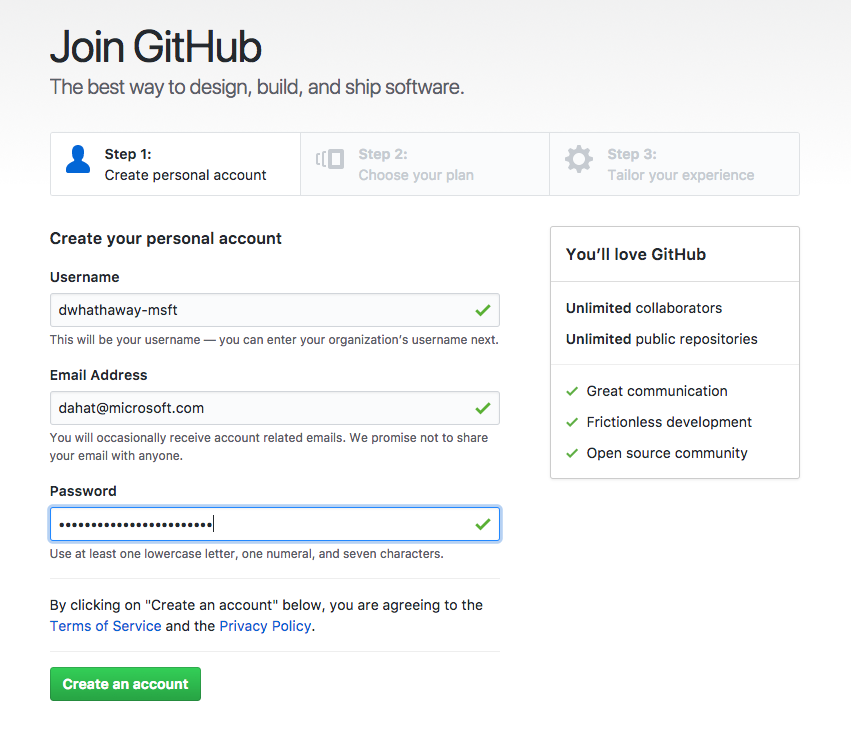 Join GitHub
The best way to design, build, and ship software.
Step 1:
Create personal account
Step 2:
Choose your plan
Step 3:
Tailor your experience
Create your personal account
Username
dwhathaway-msft
This will be your username — you can enter your organization’s username next.
Email Address
dahat@microsoft.com
You will occasionally receive account related emails. We promise not to share
your email with anyone.
Password
Use at least one lowercase letter, one numeral, and seven characters.
By clicking on "Create an account" below, you are agreeing to the
Terms of Service and the Privacy Policy.
Create an account
You’ll love GitHub
Unlimited collaborators
Unlimited public repositories
Great communication
Frictionless development
Open source community